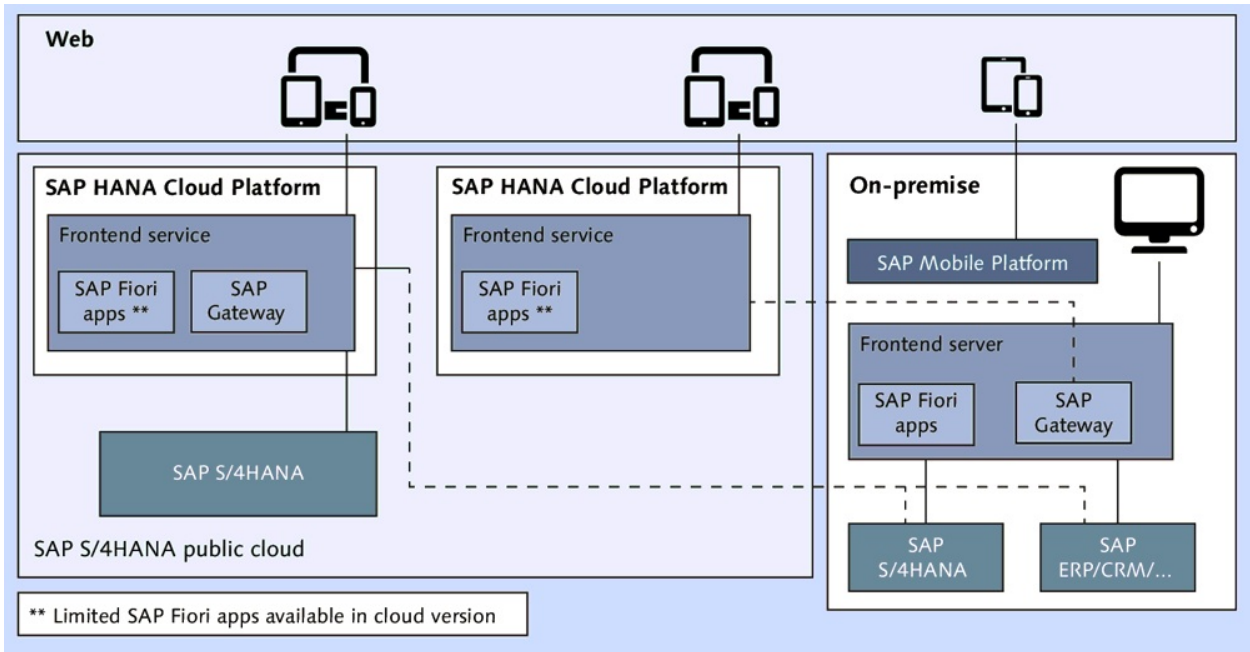 Web
SAP HANA Cloud Platform
Frontend service
SAP Fiori
apps **
SAP
Gateway
SAP S/4HANA
SAP S/4HANA public cloud
SAP HANA Cloud Platform
Frontend service
SAP Fiori
apps **
On-premise
SAP Mobile Platform
Frontend server
SAP Fiori
apps
SAP
Gateway
SAP
S/4HANA
SAP
ERP/CRM/...
** Limited SAP Fiori apps available in cloud version